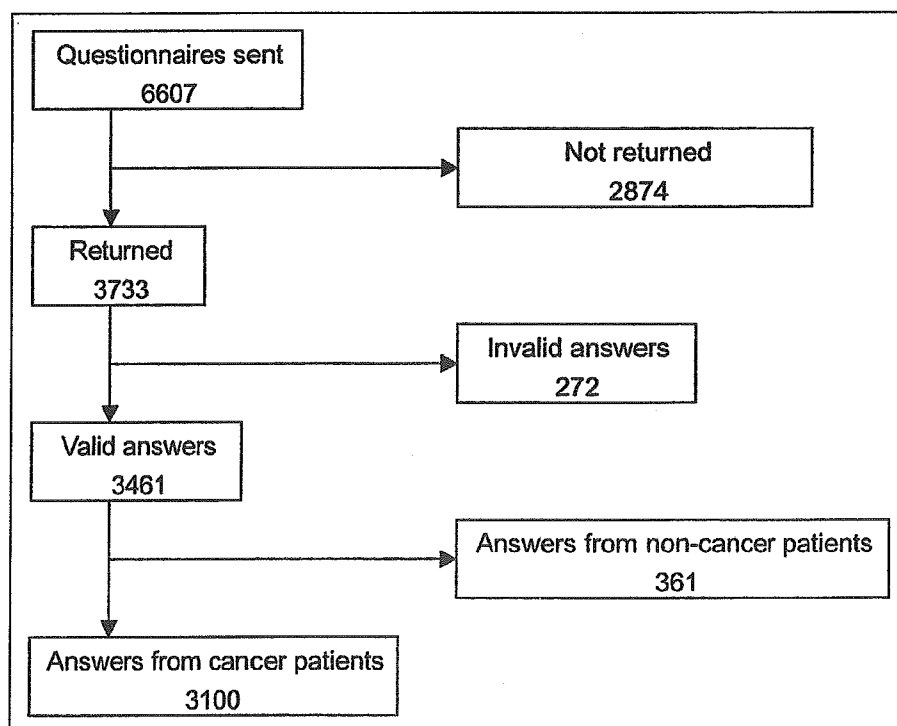 Questionnaires sent
6607
Not returned
2874
Returned
3733
Invalid answers
272
Valid answers
3461
Answers from non-cancer patients
361
Answers from cancer patients
3100